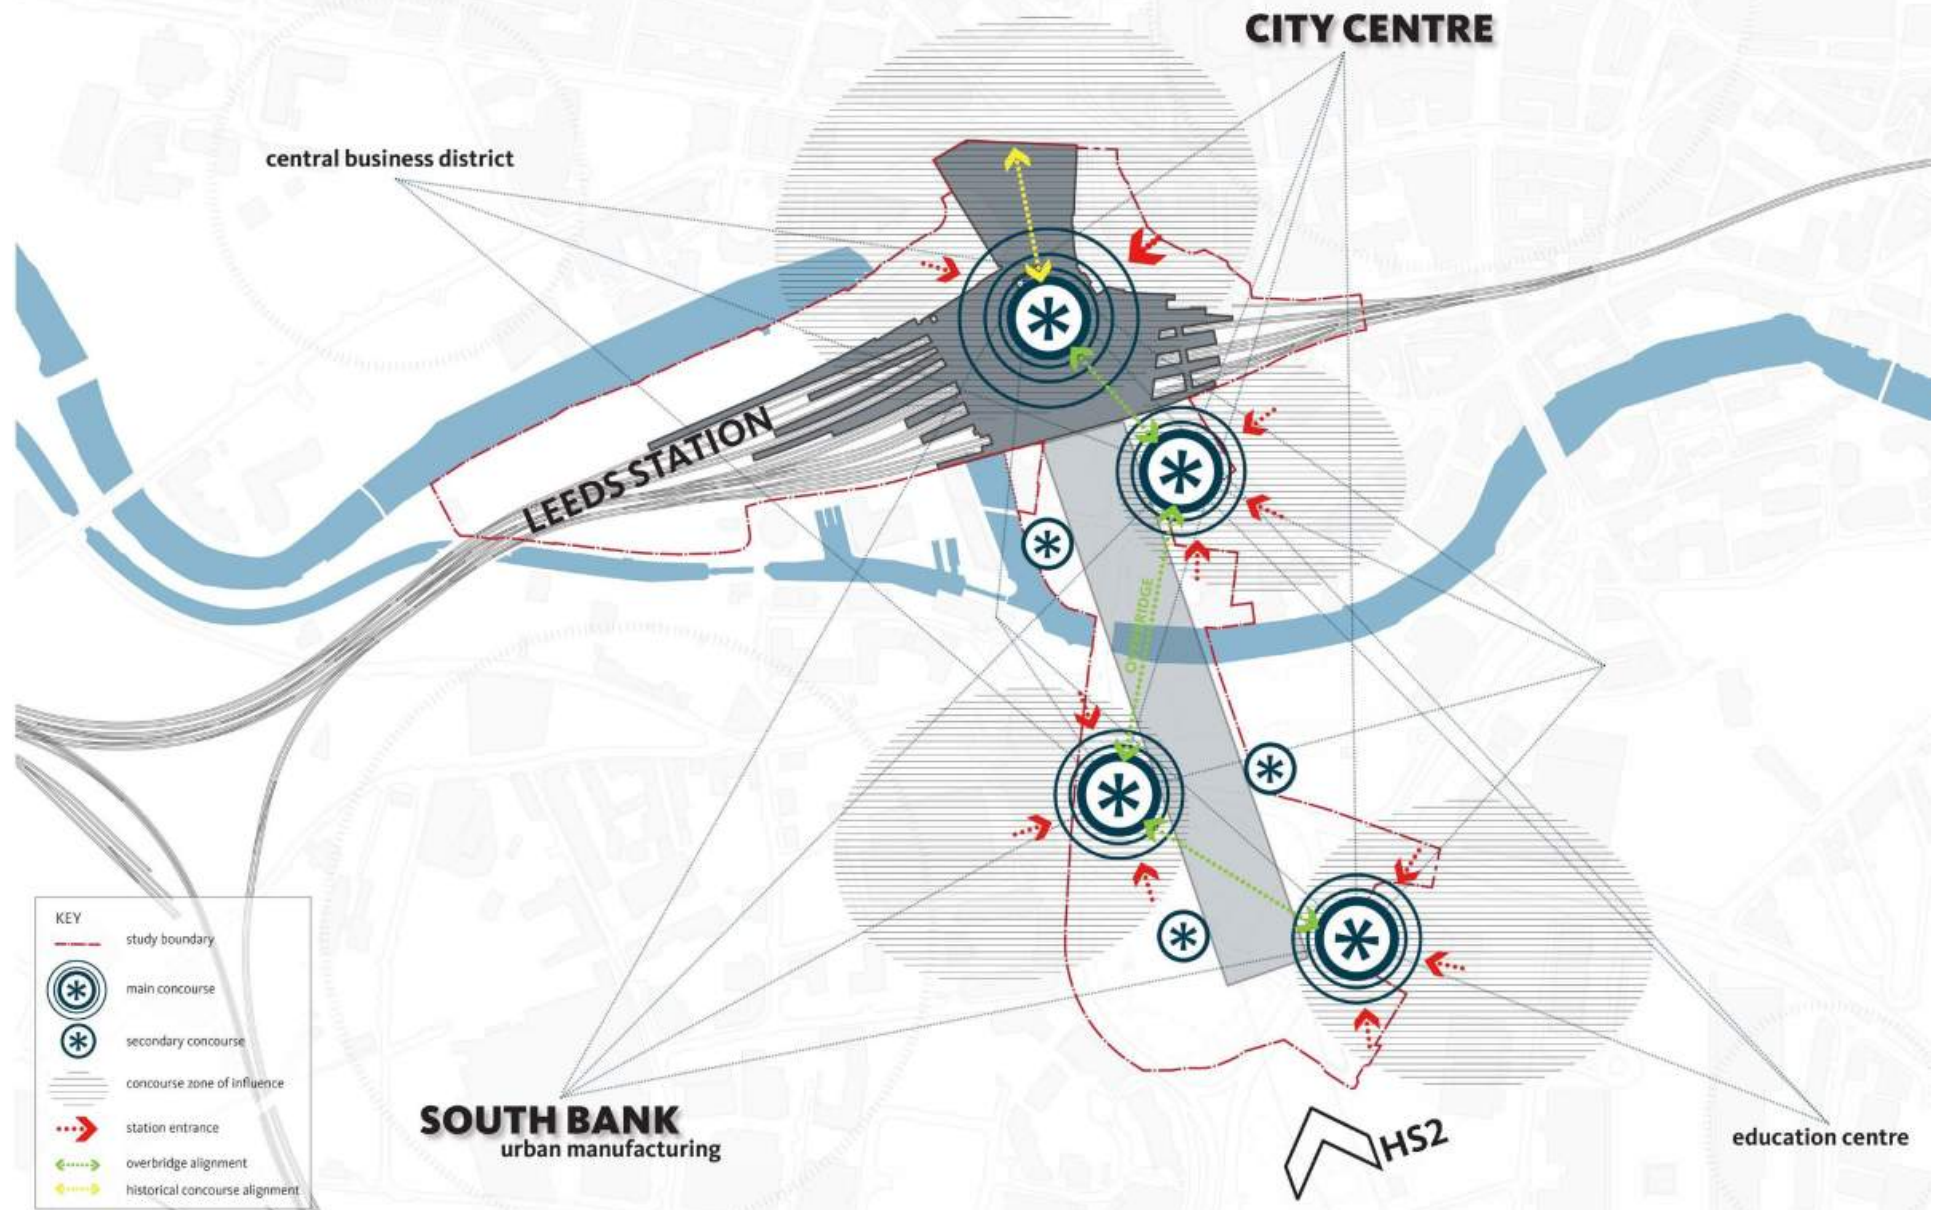 CITY CENTRE
central business district
LEEDS STATION
OVERBRIDGE
KEY
study boundary
main concourse
secondary concourse
concourse zone of influence
station entrance
overbridge alignment
historical concourse alignment
SOUTH BANK
urban manufacturing
HS2
education centre